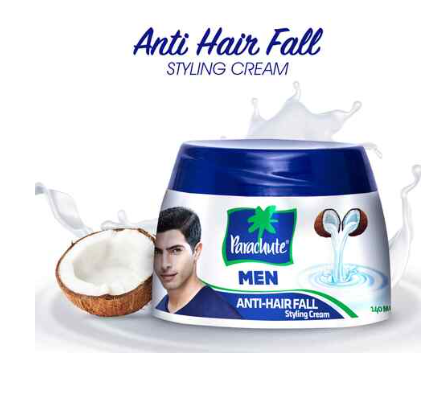 Anti Hair Fall
STYLING CREAM
Parachute
MEN
ANTI-HAIR FALL
Styling Cream